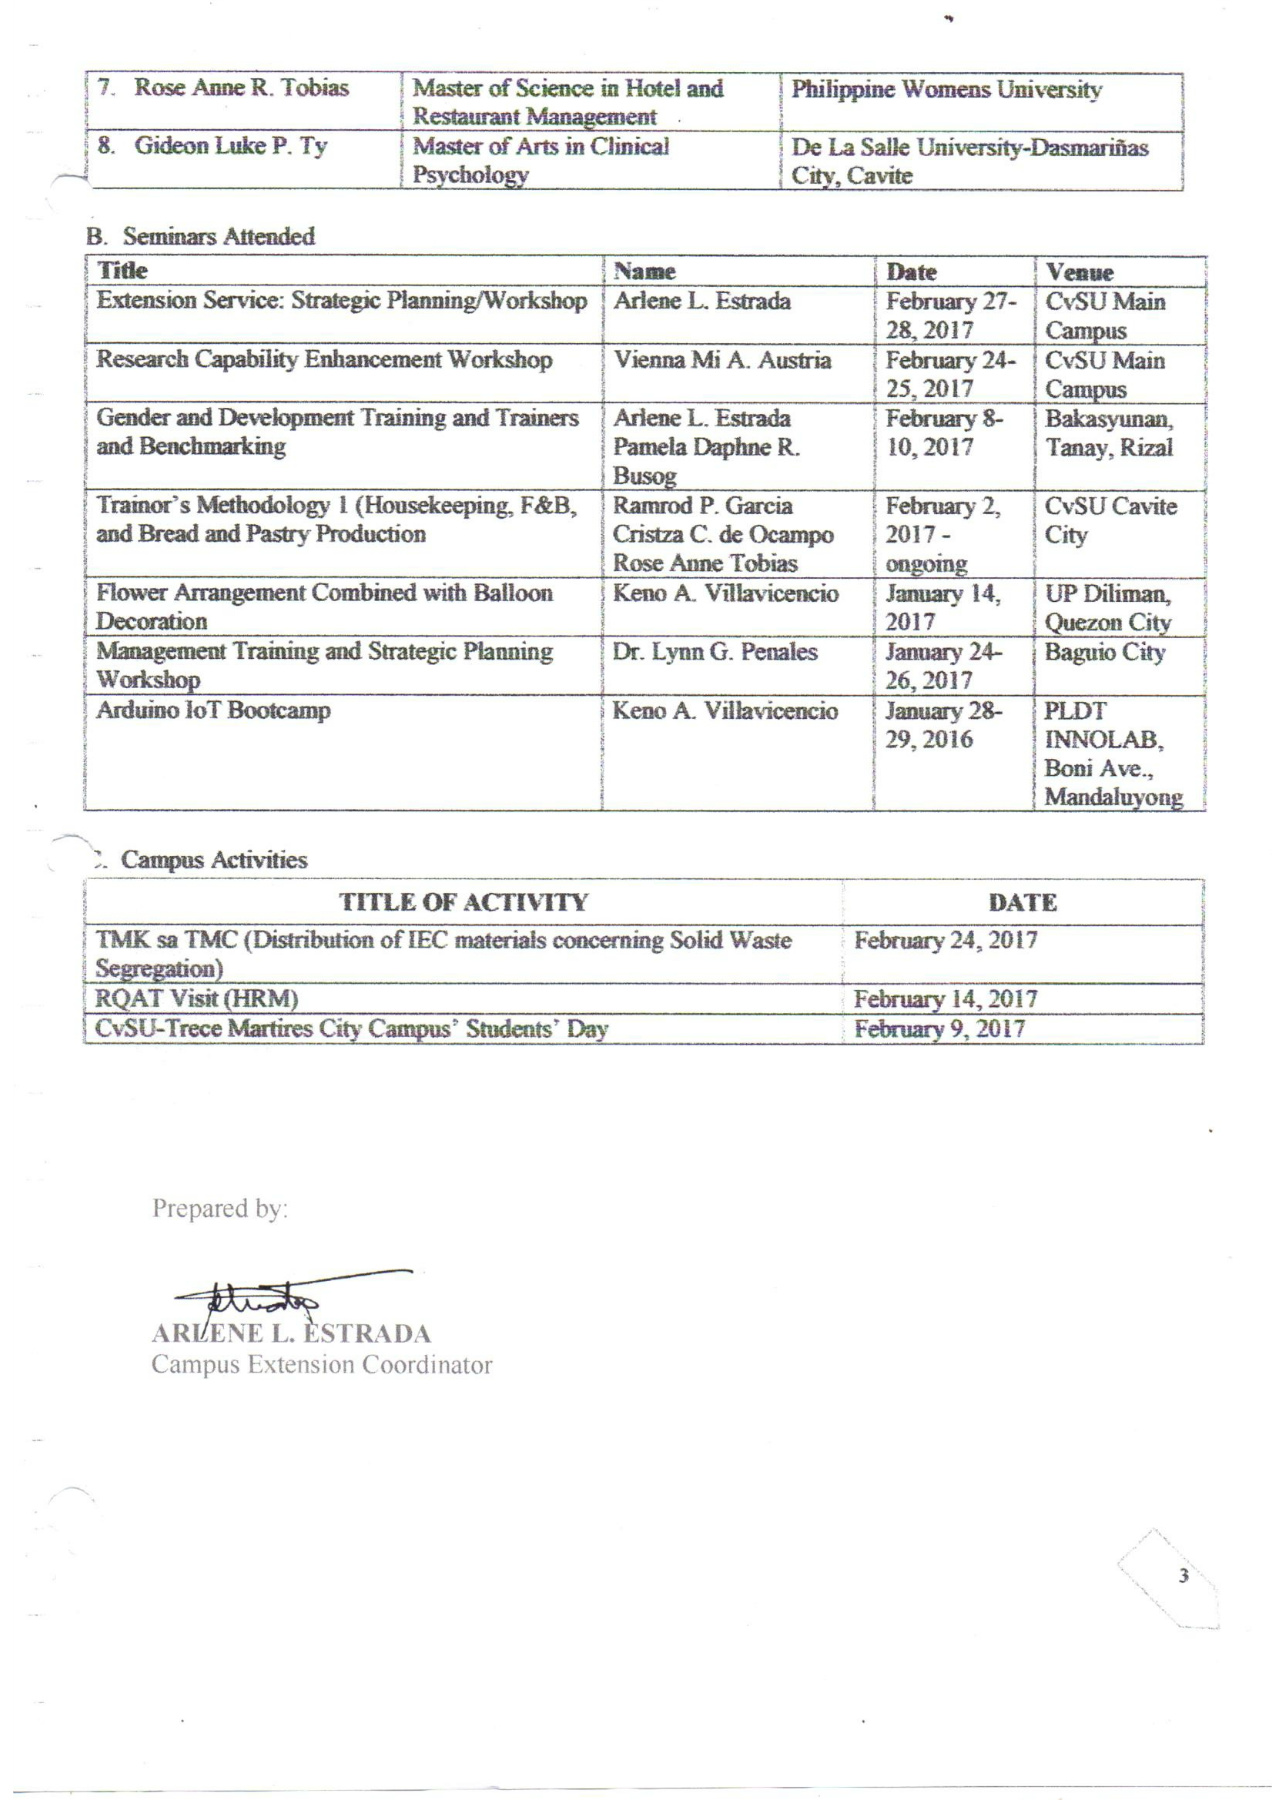 7. Rose Anne R. Tobias Master of Science in Hotel and Philippine Womens University
Restaurant Management
8. Gideon Luke P. Ty Master of Arts in Clinical De La Salle University-Dasmariñas
Psychology City, Cavite
B. Seminars Attended
Title Name Date Venue
Extension Service: Strategic Planning/Workshop Arlene L. Estrada February 27- CvSU Main
28, 2017 Campus
Research Capability Enhancement Workshop Vienna Mi A. Austria February 24- CvSU Main
25, 2017 Campus
Gender and Development Training and Trainers Arlene L. Estrada February 8- Bakasyunan,
and Benchmarking Pamela Daphne R. 10, 2017 Tanay, Rizal
Busog
Trainor's Methodology 1 (Housekeeping, F&B, Ramrod P. Garcia February 2, CvSU Cavite
and Bread and Pastry Production Cristza C. de Ocampo 2017 - City
Rose Anne Tobias ongoing
Flower Arrangement Combined with Balloon Keno A. Villavicencio January 14, UP Diliman,
Decoration 2017 Quezon City
Management Training and Strategic Planning Dr. Lynn G. Penales January 24- Baguio City
Workshop 26, 2017
Arduino IoT Bootcamp Keno A. Villavicencio January 28- PLDT
29, 2016 INNOLAB,
Boni Ave.,
Mandaluyong
C. Campus Activities
TITLE OF ACTIVITY DATE
TMK sa TMC (Distribution of IEC materials concerning Solid Waste February 24, 2017
Segregation)
RQAT Visit (HRM) February 14, 2017
CvSU-Trece Martires City Campus' Students' Day February 9, 2017
Prepared by:
ARLENE L. ESTRADA
Campus Extension Coordinator
3